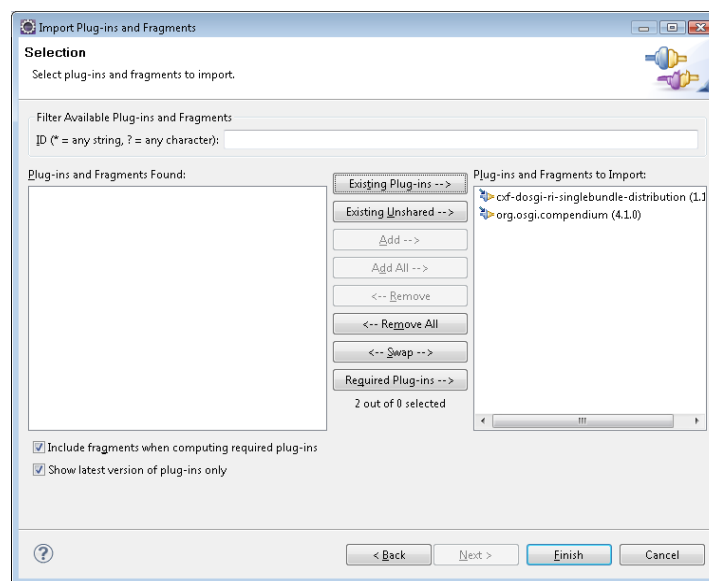 Import Plug-ins and Fragments
Selection
Select plug-ins and fragments to import.
Filter Available Plug-ins and Fragments
ID (* = any string, ? = any character):
Plug-ins and Fragments Found:
Plug-ins and Fragments to Import:
Existing Plug-ins -->
cxf-dosgi-ri-singlebundle-distribution (1.1
Existing Unshared -->
org.osgi.compendium (4.1.0)
Add -->
Add All -->
<-- Remove
<-- Remove All
<-- Swap -->
Required Plug-ins -->
2 out of 0 selected
Include fragments when computing required plug-ins
Show latest version of plug-ins only
?
< Back
Next >
Finish
Cancel